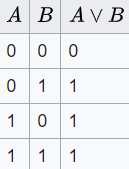 A B A ∨ B
0 0 0
0 1 1
1 0 1
1 1 1